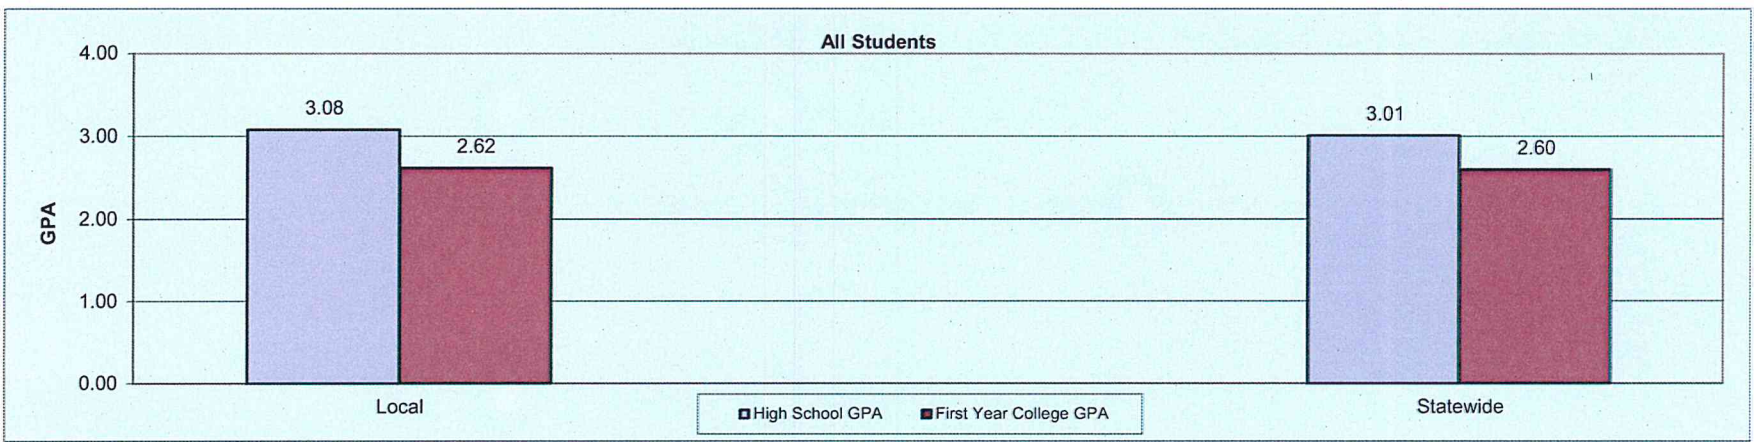 All Students
4.00
3.00
2.00
1.00
0.00
GPA
3.08
2.62
3.01
2.60
Local
Statewide
High School GPA
First Year College GPA